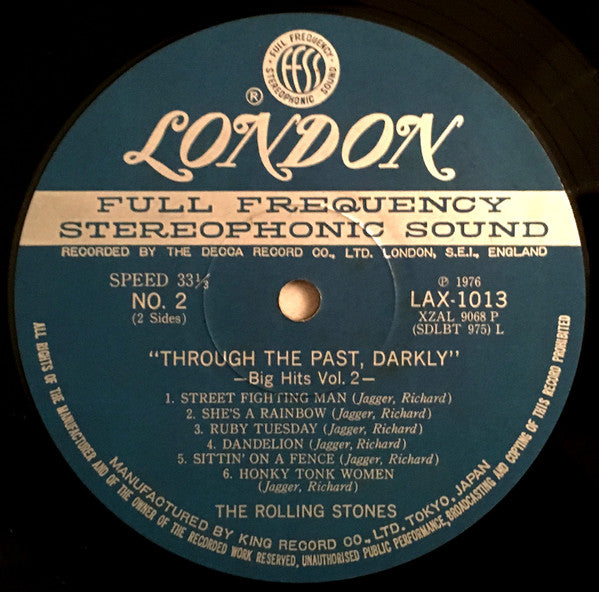 FULL FREQUENCY
ffss
STEREOPHONIC SOUND
®
LONDON
FULL FREQUENCY
STEREOPHONIC SOUND
RECORDED BY THE DECCA RECORD CO., LTD. LONDON, S.E.I., ENGLAND
SPEED 33⅓
NO. 2
(2 Sides)
℗ 1976
LAX-1013
XZAL 9068 P
(SDLBT 975) L
"THROUGH THE PAST, DARKLY"
—Big Hits Vol. 2—
1. STREET FIGHTING MAN (Jagger, Richard)
2. SHE'S A RAINBOW (Jagger, Richard)
3. RUBY TUESDAY (Jagger, Richard)
4. DANDELION (Jagger, Richard)
5. SITTIN' ON A FENCE (Jagger, Richard)
6. HONKY TONK WOMEN
(Jagger, Richard)
THE ROLLING STONES
MANUFACTURED BY KING RECORD CO., LTD. TOKYO, JAPAN
ALL RIGHTS OF THE MANUFACTURER AND OF THE OWNER OF THE RECORDED WORK RESERVED, UNAUTHORISED PUBLIC PERFORMANCE, BROADCASTING AND COPYING OF THIS RECORD PROHIBITED